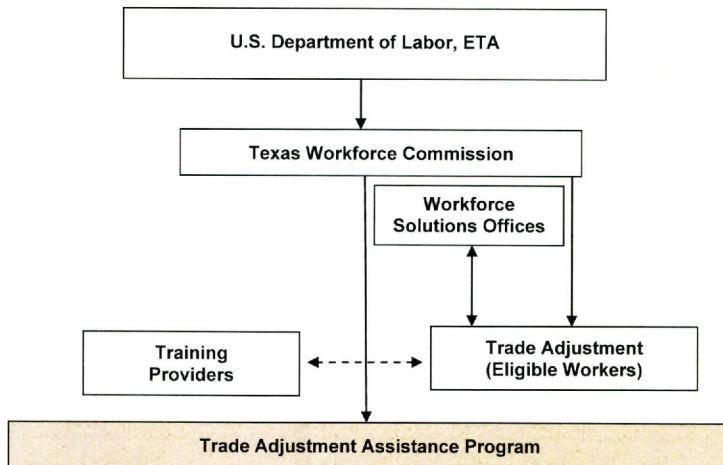 U.S. Department of Labor, ETA
Texas Workforce Commission
Workforce
Solutions Offices
Training
Providers
Trade Adjustment
(Eligible Workers)
Trade Adjustment Assistance Program